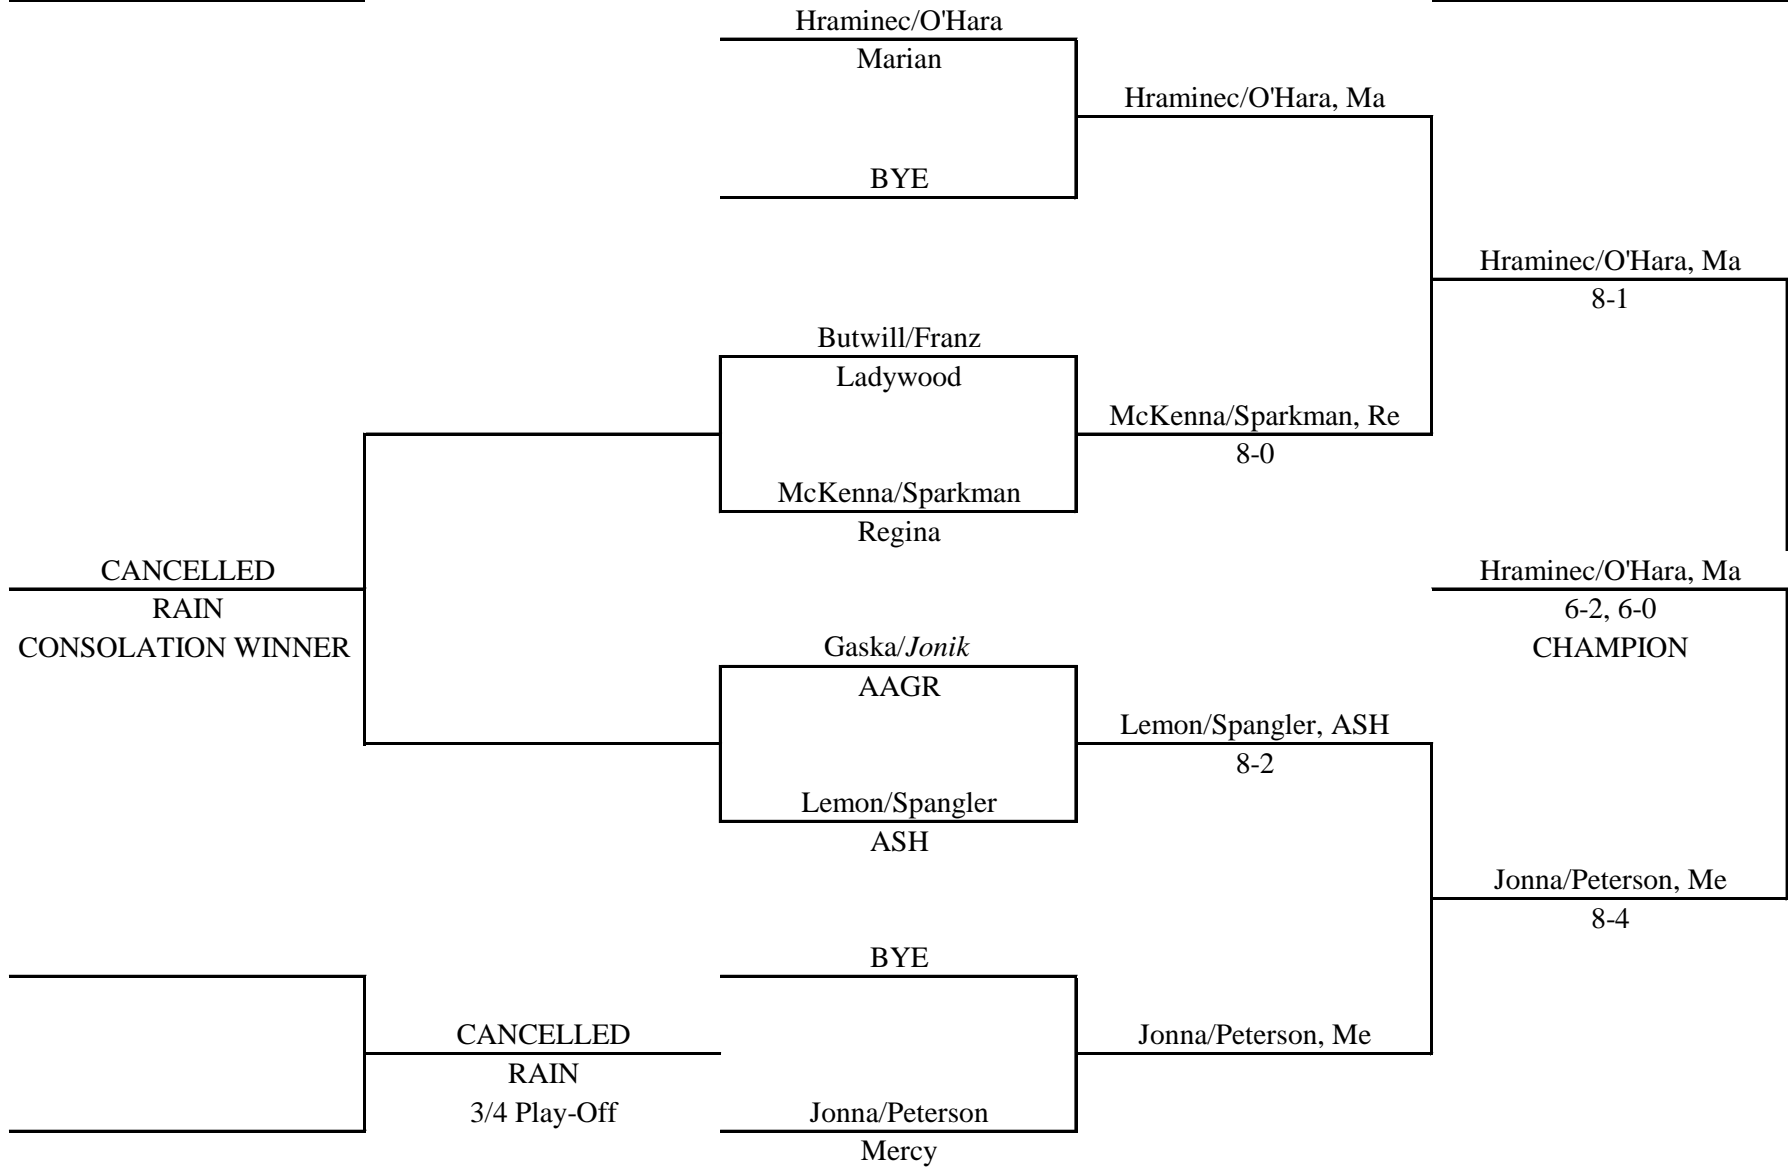 Hraminec/O'Hara
Marian
Hraminec/O'Hara, Ma
BYE
Hraminec/O'Hara, Ma
8-1
Butwill/Franz
Ladywood
McKenna/Sparkman, Re
8-0
McKenna/Sparkman
Regina
CANCELLED
RAIN
CONSOLATION WINNER
Hraminec/O'Hara, Ma
6-2, 6-0
CHAMPION
Gaska/Jonik
AAGR
Lemon/Spangler, ASH
8-2
Lemon/Spangler
ASH
Jonna/Peterson, Me
8-4
BYE
CANCELLED
RAIN
3/4 Play-Off
Jonna/Peterson, Me
Jonna/Peterson
Mercy